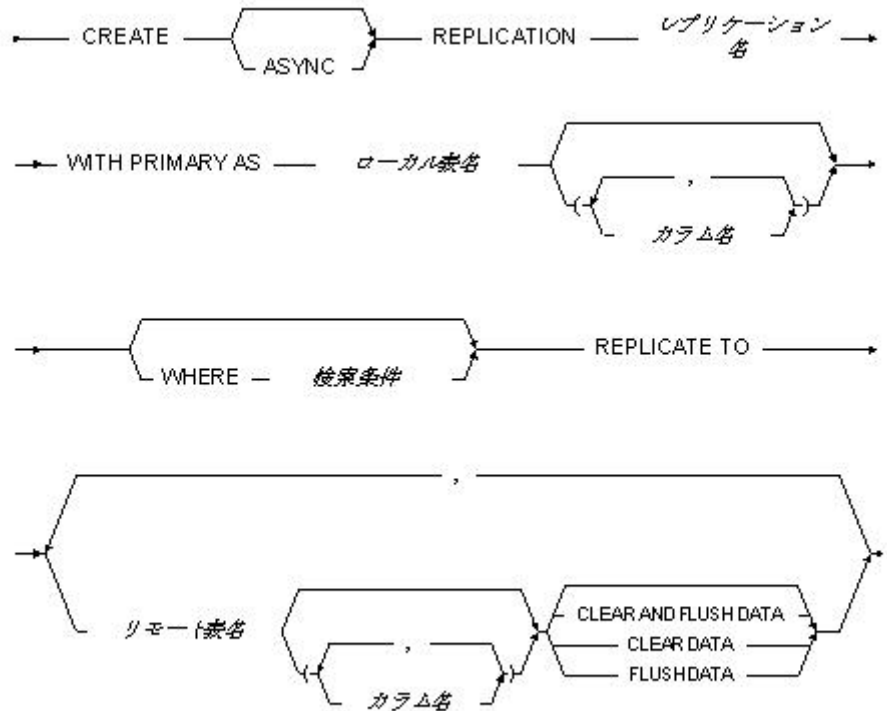 CREATE ASYNC REPLICATION レプリケーション名
WITH PRIMARY AS ローカル表名 ( , カラム名 )
WHERE 検索条件 REPLICATE TO
,
リモート表名 ( , カラム名 ) CLEAR AND FLUSH DATA
CLEAR DATA
FLUSH DATA